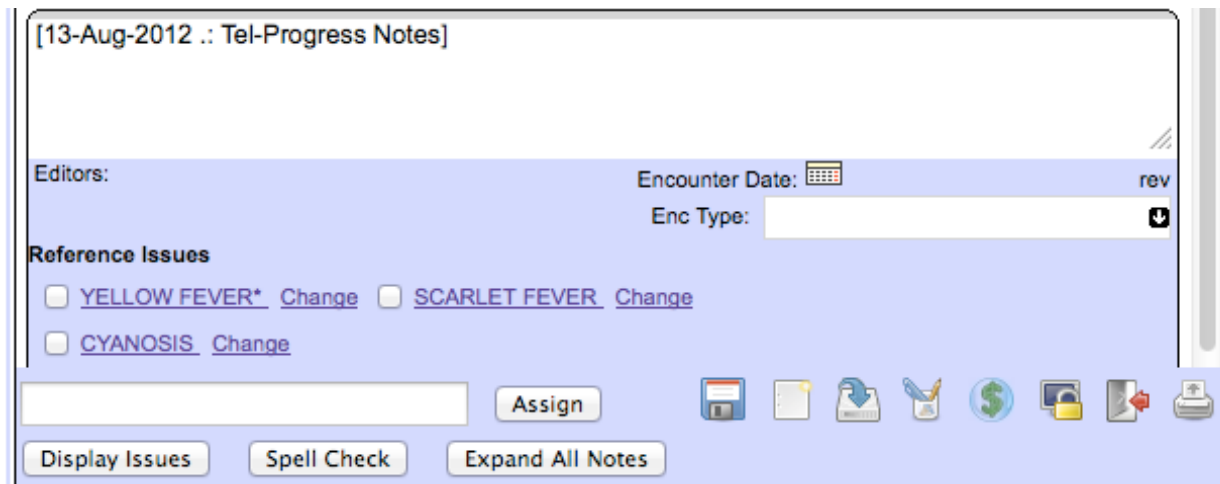 [13-Aug-2012 .: Tel-Progress Notes]
Editors:
Encounter Date:
rev
Enc Type:
Reference Issues
YELLOW FEVER* Change SCARLET FEVER Change
CYANOSIS Change
Assign
Display Issues Spell Check Expand All Notes